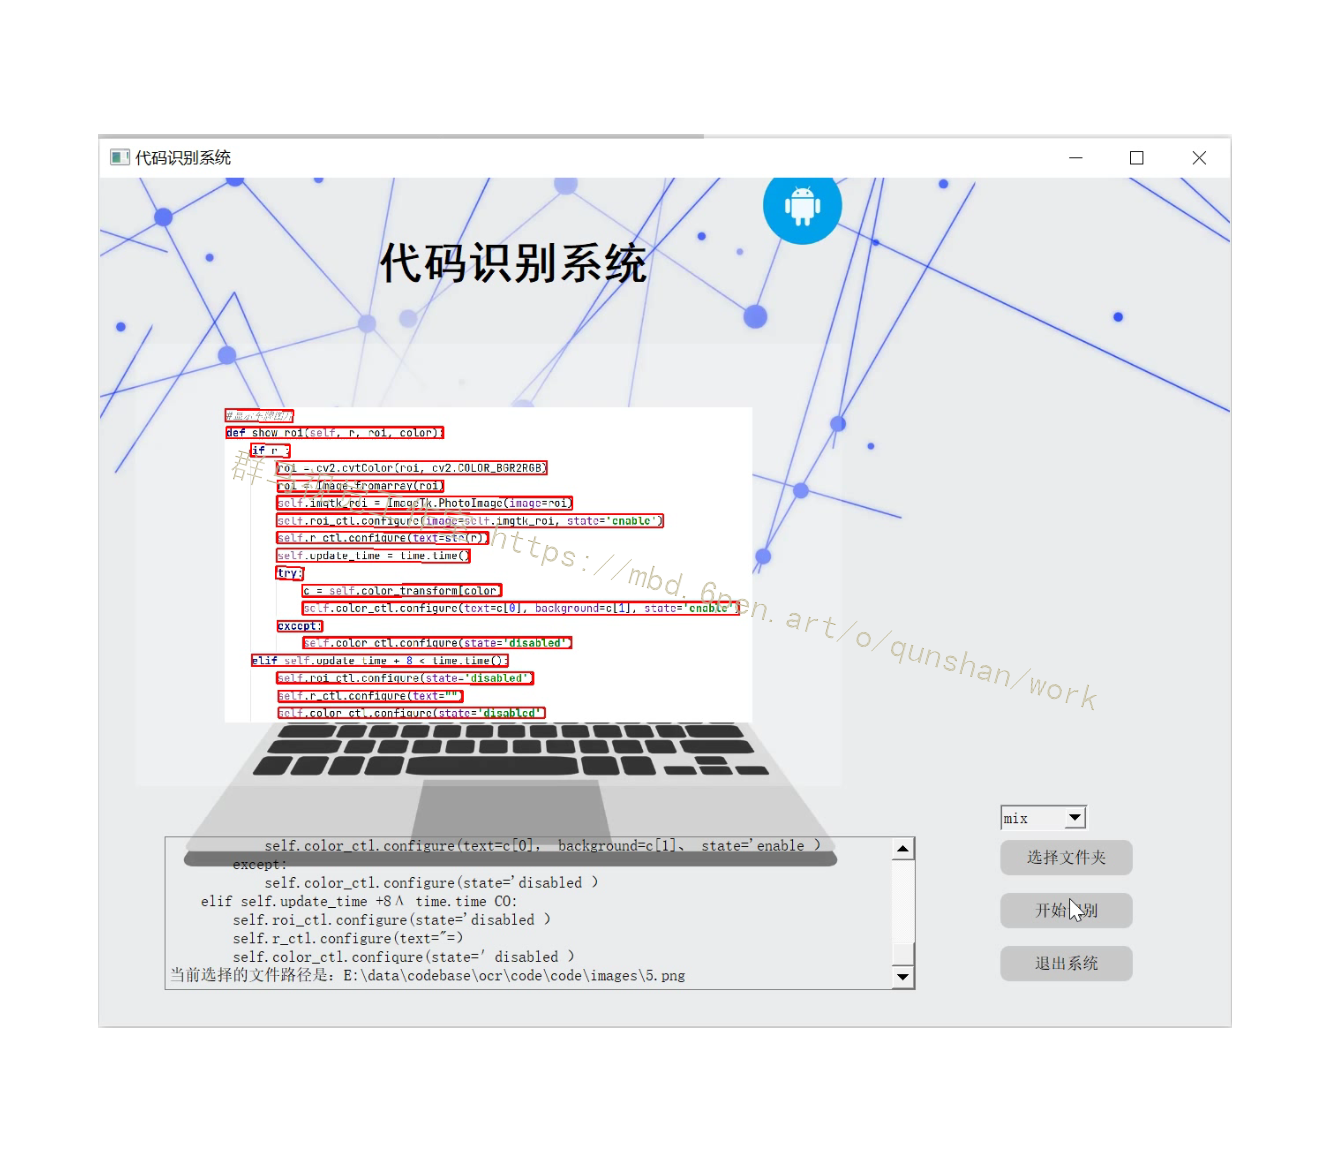 代码识别系统
代码识别系统
#显示车牌图片
def show_roi(self, r, roi, color):
if r :
roi = cv2.cvtColor(roi, cv2.COLOR_BGR2RGB)
roi = Image.fromarray(roi)
self.imgtk_roi = ImageTk.PhotoImage(image=roi)
self.roi_ctl.configure(image=self.imgtk_roi, state='enable')
self.r_ctl.configure(text=str(r))
self.update_time = time.time()
try:
c = self.color_transform[color]
self.color_ctl.configure(text=c[0], background=c[1], state='enable')
except:
self.color_ctl.configure(state='disabled')
elif self.update_time + 8 < time.time():
self.roi_ctl.configure(state='disabled')
self.r_ctl.configure(text="")
self.color_ctl.configure(state='disabled'
https://mbd.6pen.art/o/qunshan/work
self.color_ctl.configure(text=c[0], background=c[1]、 state='enable )
except:
self.color_ctl.configure(state='disabled )
elif self.update_time +8Λ time.time CO:
self.roi_ctl.configure(state='disabled )
self.r_ctl.configure(text="=)
self.color_ctl.configure(state=' disabled )
当前选择的文件路径是: E:\data\codebase\ocr\code\code\images\5.png
mix
选择文件夹
开始识别
退出系统